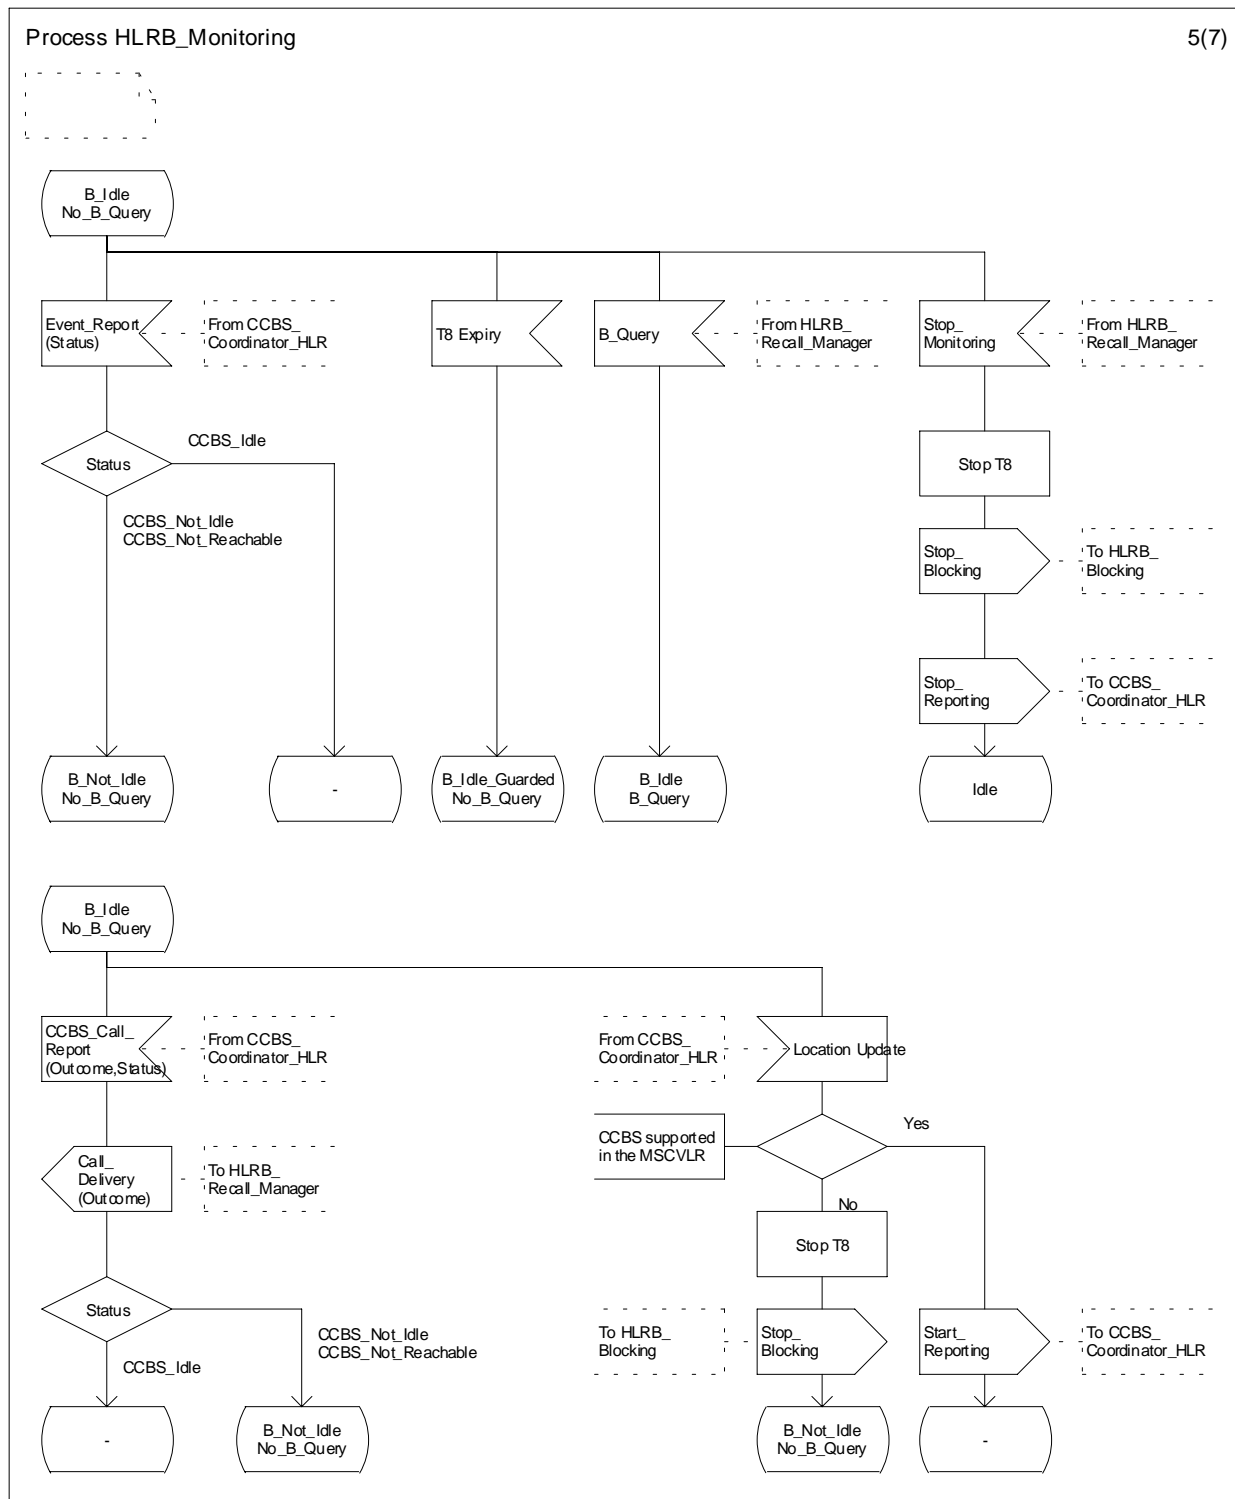 Process HLRB_Monitoring
5(7)
B_Idle
No_B_Query
Event_Report
(Status)
From CCBS_
Coordinator_HLR
T8 Expiry
B_Query
From HLRB_
Recall_Manager
Stop_
Monitoring
From HLRB_
Recall_Manager
Status
CCBS_Idle
CCBS_Not_Idle
CCBS_Not_Reachable
Stop T8
Stop_
Blocking
To HLRB_
Blocking
Stop_
Reporting
To CCBS_
Coordinator_HLR
B_Not_Idle
No_B_Query
-
B_Idle_Guarded
No_B_Query
B_Idle
B_Query
Idle
B_Idle
No_B_Query
CCBS_Call_
Report
(Outcome,Status)
From CCBS_
Coordinator_HLR
From CCBS_
Coordinator_HLR
Location Update
Call_
Delivery
(Outcome)
To HLRB_
Recall_Manager
CCBS supported
in the MSCVLR
Yes
No
Stop T8
Status
CCBS_Not_Idle
CCBS_Not_Reachable
CCBS_Idle
To HLRB_
Blocking
Stop_
Blocking
Start_
Reporting
To CCBS_
Coordinator_HLR
-
B_Not_Idle
No_B_Query
B_Not_Idle
No_B_Query
-